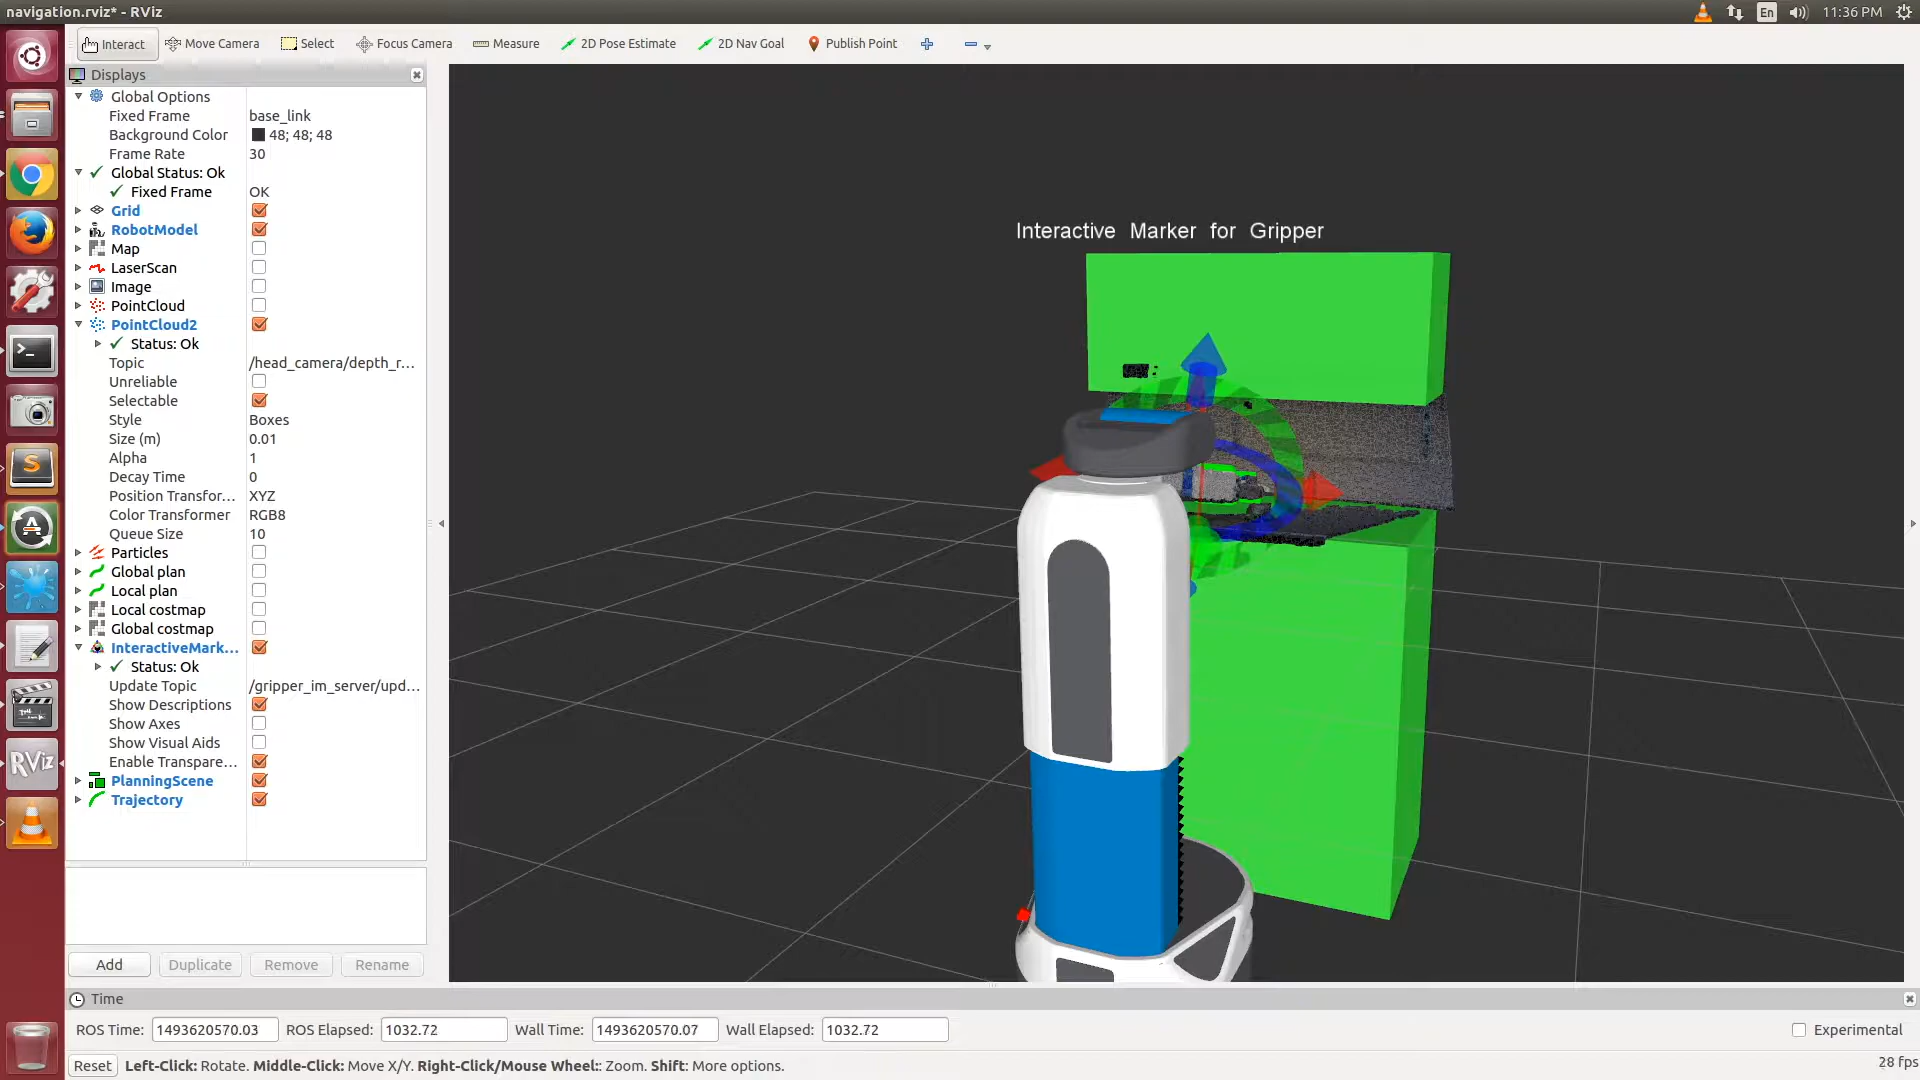 navigation.rviz* - RViz
En
11:36 PM
Interact
Move Camera
Select
Focus Camera
Measure
2D Pose Estimate
2D Nav Goal
Publish Point
Displays
Global Options
Fixed Frame base_link
Background Color 48; 48; 48
Frame Rate 30
Global Status: Ok
Fixed Frame OK
Grid
RobotModel
Map
LaserScan
Image
PointCloud
PointCloud2
Status: Ok
Topic /head_camera/depth_r...
Unreliable
Selectable
Style Boxes
Size (m) 0.01
Alpha 1
Decay Time 0
Position Transfor... XYZ
Color Transformer RGB8
Queue Size 10
Particles
Global plan
Local plan
Local costmap
Global costmap
InteractiveMark...
Status: Ok
Update Topic /gripper_im_server/upd...
Show Descriptions
Show Axes
Show Visual Aids
Enable Transpare...
PlanningScene
Trajectory
Add
Duplicate
Remove
Rename
Interactive Marker for Gripper
RViz
Time
ROS Time: 1493620570.03 ROS Elapsed: 1032.72 Wall Time: 1493620570.07 Wall Elapsed: 1032.72 Experimental
Reset Left-Click: Rotate. Middle-Click: Move X/Y. Right-Click/Mouse Wheel:: Zoom. Shift: More options. 28 fps